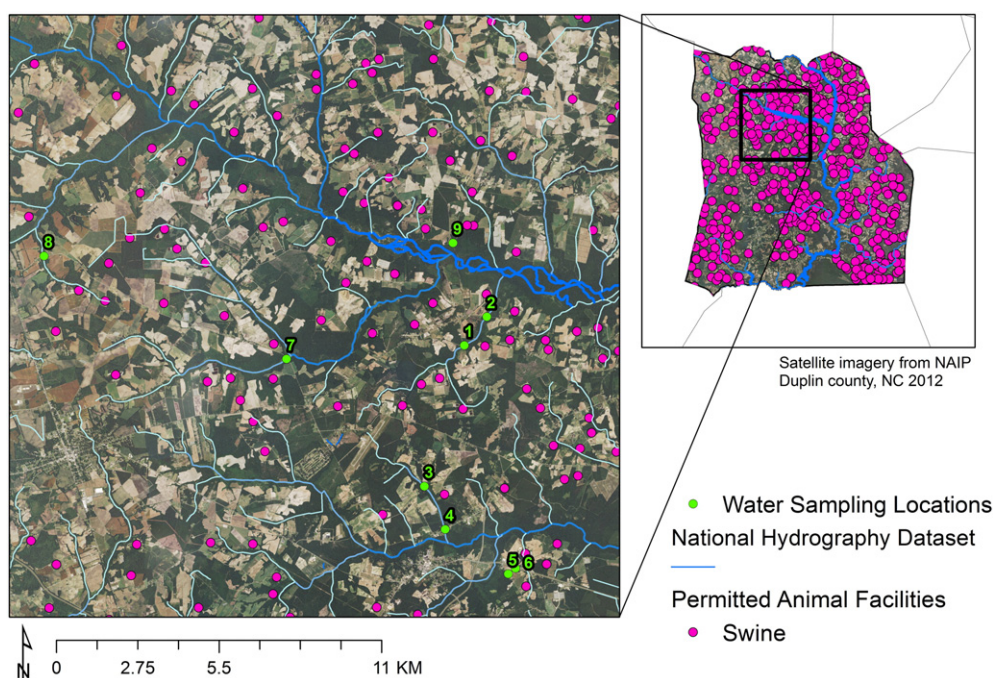 9
8
2
1
7
3
4
5 6
Satellite imagery from NAIP
Duplin county, NC 2012
Water Sampling Locations
National Hydrography Dataset
Permitted Animal Facilities
Swine
N
0 2.75 5.5 11 KM